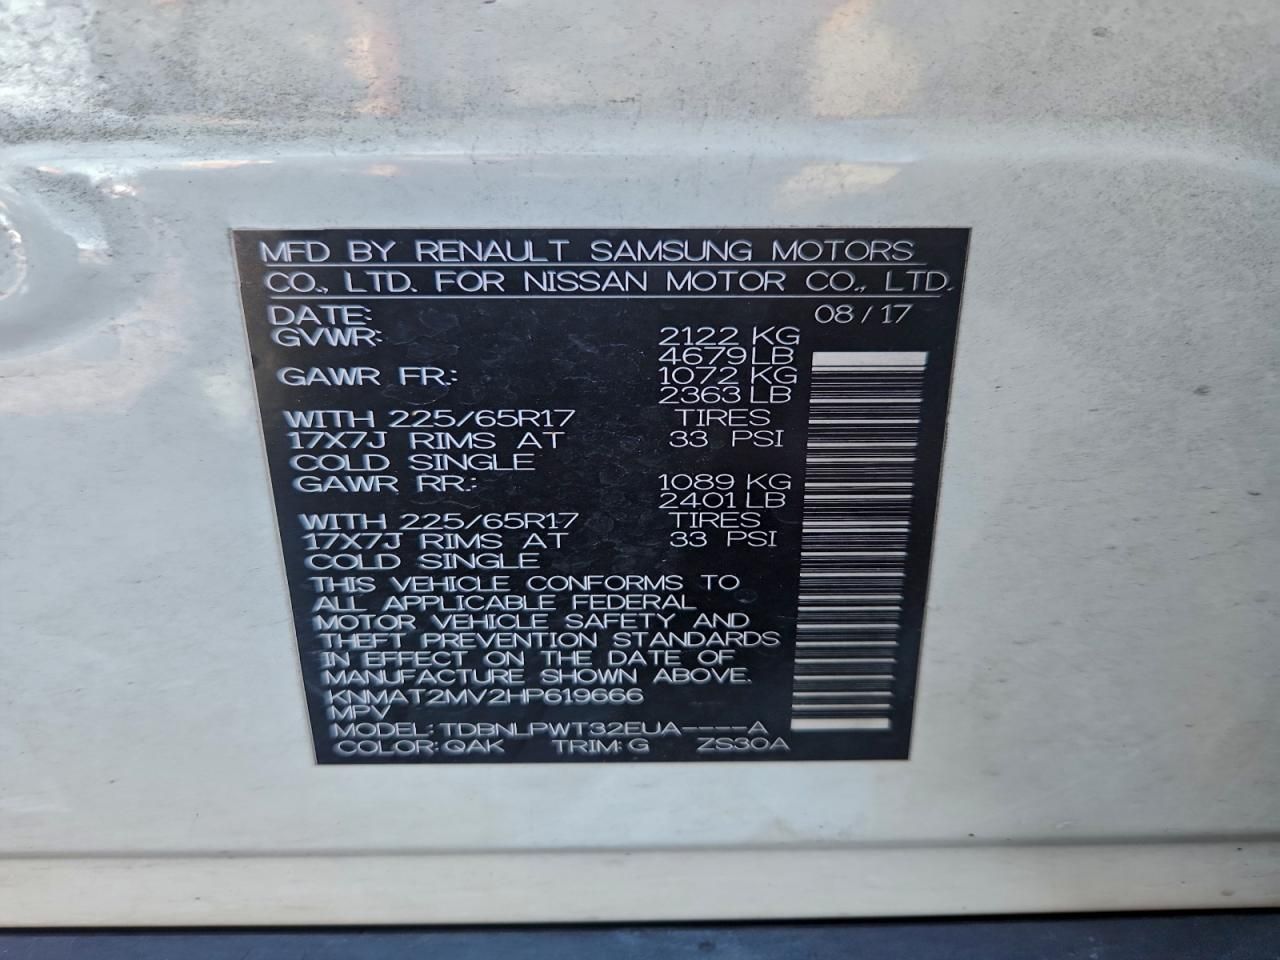 MFD BY RENAULT SAMSUNG MOTORS
CO., LTD. FOR NISSAN MOTOR CO., LTD.
DATE: 08/17
GVWR: 2122 KG
4679 LB
GAWR FR.: 1072 KG
2363 LB
WITH 225/65R17 TIRES
17X7J RIMS AT 33 PSI
COLD SINGLE
GAWR RR.: 1089 KG
2401 LB
WITH 225/65R17 TIRES
17X7J RIMS AT 33 PSI
COLD SINGLE
THIS VEHICLE CONFORMS TO
ALL APPLICABLE FEDERAL
MOTOR VEHICLE SAFETY AND
THEFT PREVENTION STANDARDS
IN EFFECT ON THE DATE OF
MANUFACTURE SHOWN ABOVE.
KNMAT2MV2HP619666
MPV
MODEL: TDBNLPWT32EUA----A
COLOR: QAK TRIM: G ZS30A